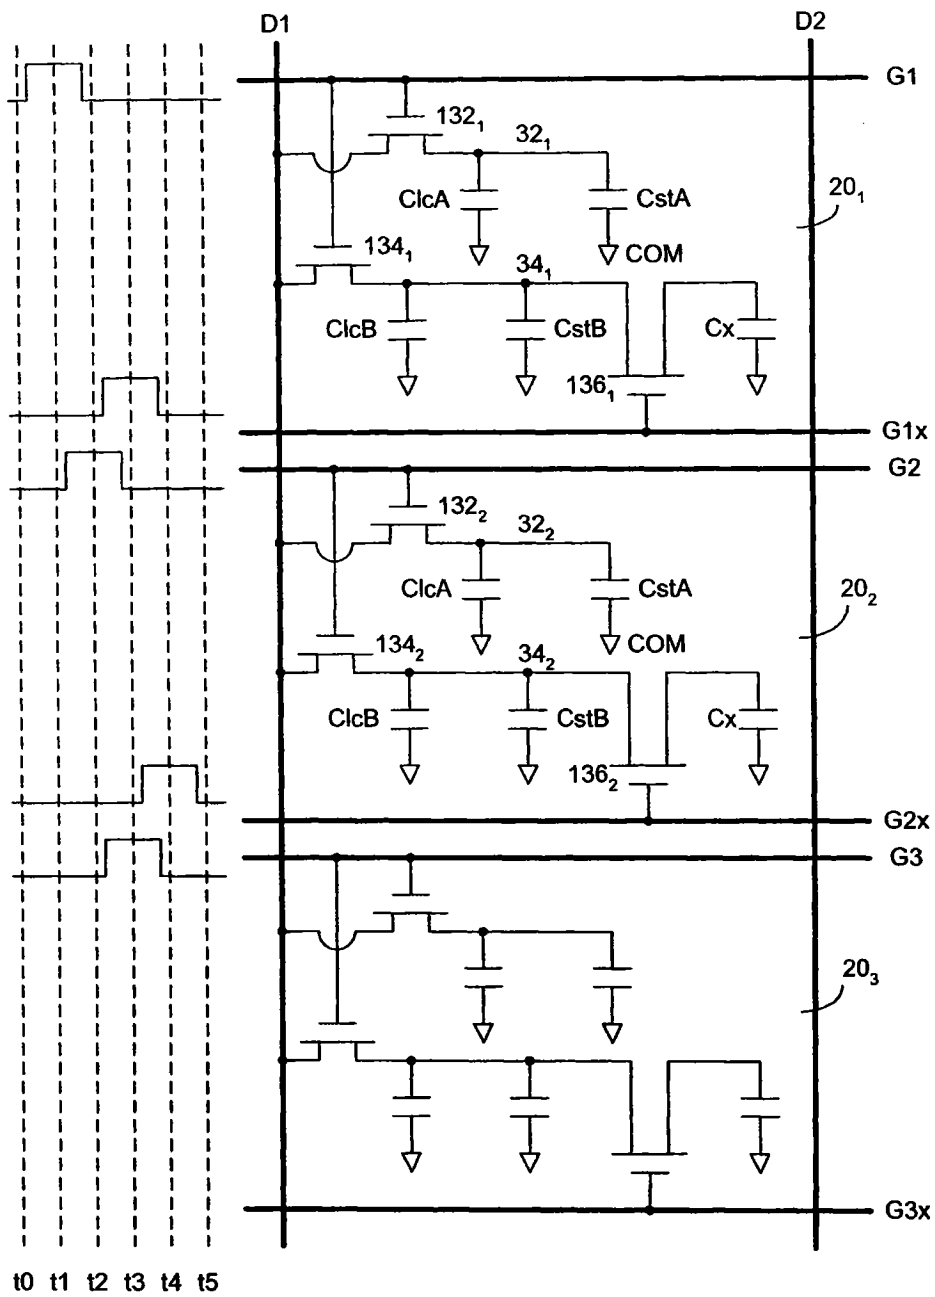 D1 D2
G1
132₁ 32₁
ClcA CstA 20₁
134₁ 34₁ COM
ClcB CstB Cx
136₁
G1x
G2
132₂ 32₂
ClcA CstA 20₂
134₂ 34₂ COM
ClcB CstB Cx
136₂
G2x
G3
20₃
G3x
t0 t1 t2 t3 t4 t5